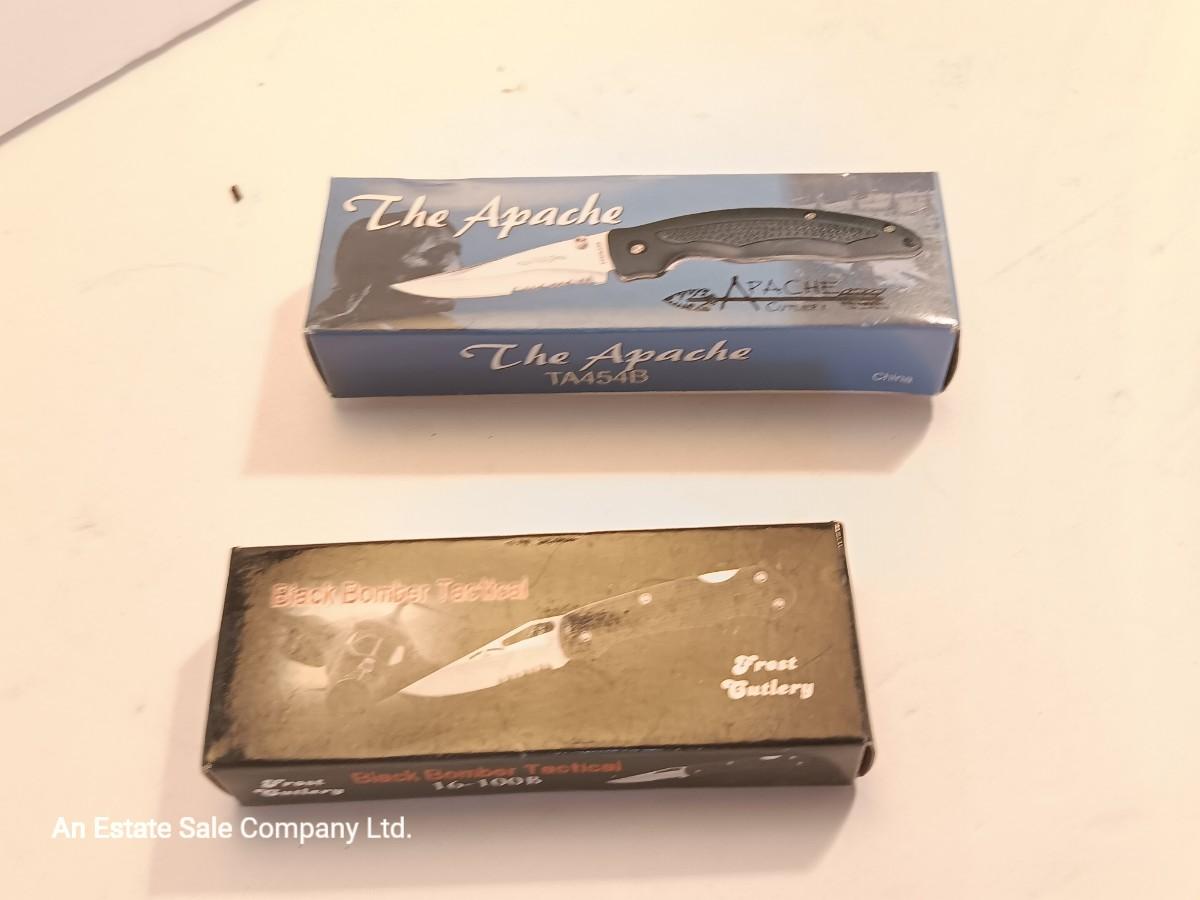 The Apache
APACHE
CUTLERY
The Apache
TA454B
China
Black Bomber Tactical
Frost
Cutlery
Frost
Cutlery
Black Bomber Tactical
16-100B
An Estate Sale Company Ltd.